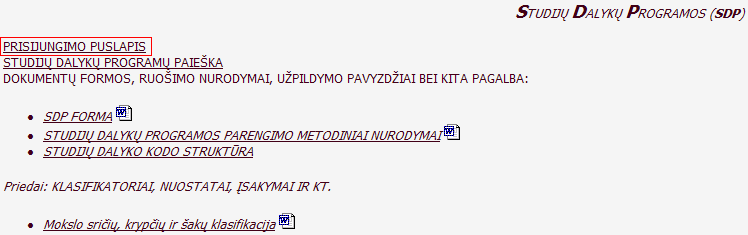 STUDIJŲ DALYKŲ PROGRAMOS (SDP)
PRISIJUNGIMO PUSLAPIS
STUDIJŲ DALYKŲ PROGRAMŲ PAIEŠKA
DOKUMENTŲ FORMOS, RUOŠIMO NURODYMAI, UŽPILDYMO PAVYZDŽIAI BEI KITA PAGALBA:
SDP FORMA
STUDIJŲ DALYKŲ PROGRAMOS PARENGIMO METODINIAI NURODYMAI
STUDIJŲ DALYKO KODO STRUKTŪRA
Priedai: KLASIFIKATORIAI, NUOSTATAI, ĮSAKYMAI IR KT.
Mokslo sričių, krypčių ir šakų klasifikacija